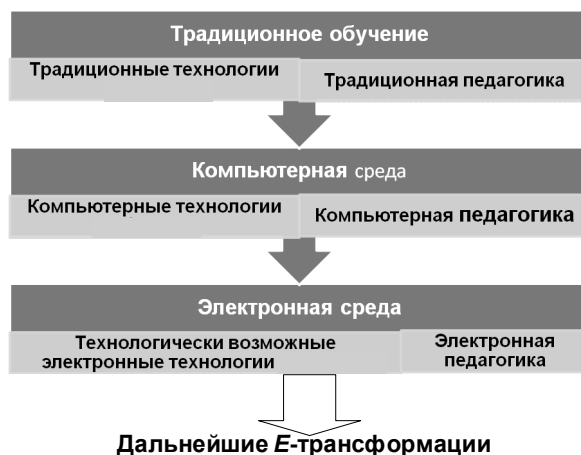 Традиционное обучение
Традиционные технологии
Традиционная педагогика
Компьютерная среда
Компьютерные технологии
Компьютерная педагогика
Электронная среда
Технологически возможные
электронные технологии
Электронная
педагогика
Дальнейшие E-трансформации